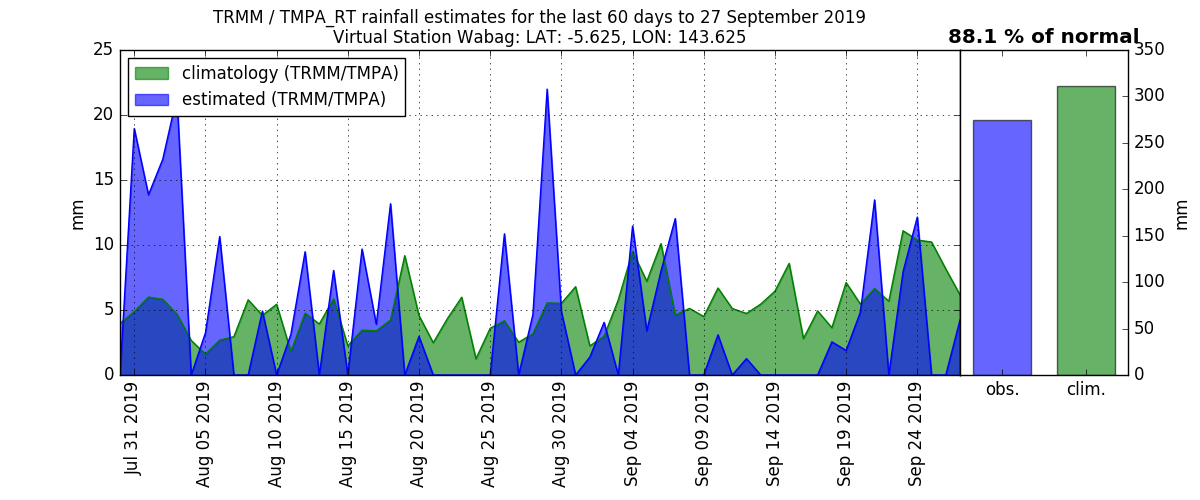 TRMM / TMPA_RT rainfall estimates for the last 60 days to 27 September 2019
Virtual Station Wabag: LAT: -5.625, LON: 143.625
88.1 % of normal
climatology (TRMM/TMPA)
estimated (TRMM/TMPA)
25
20
15
10
5
0
mm
Jul 31 2019
Aug 05 2019
Aug 10 2019
Aug 15 2019
Aug 20 2019
Aug 25 2019
Aug 30 2019
Sep 04 2019
Sep 09 2019
Sep 14 2019
Sep 19 2019
Sep 24 2019
350
300
250
200
150
100
50
0
mm
obs.
clim.